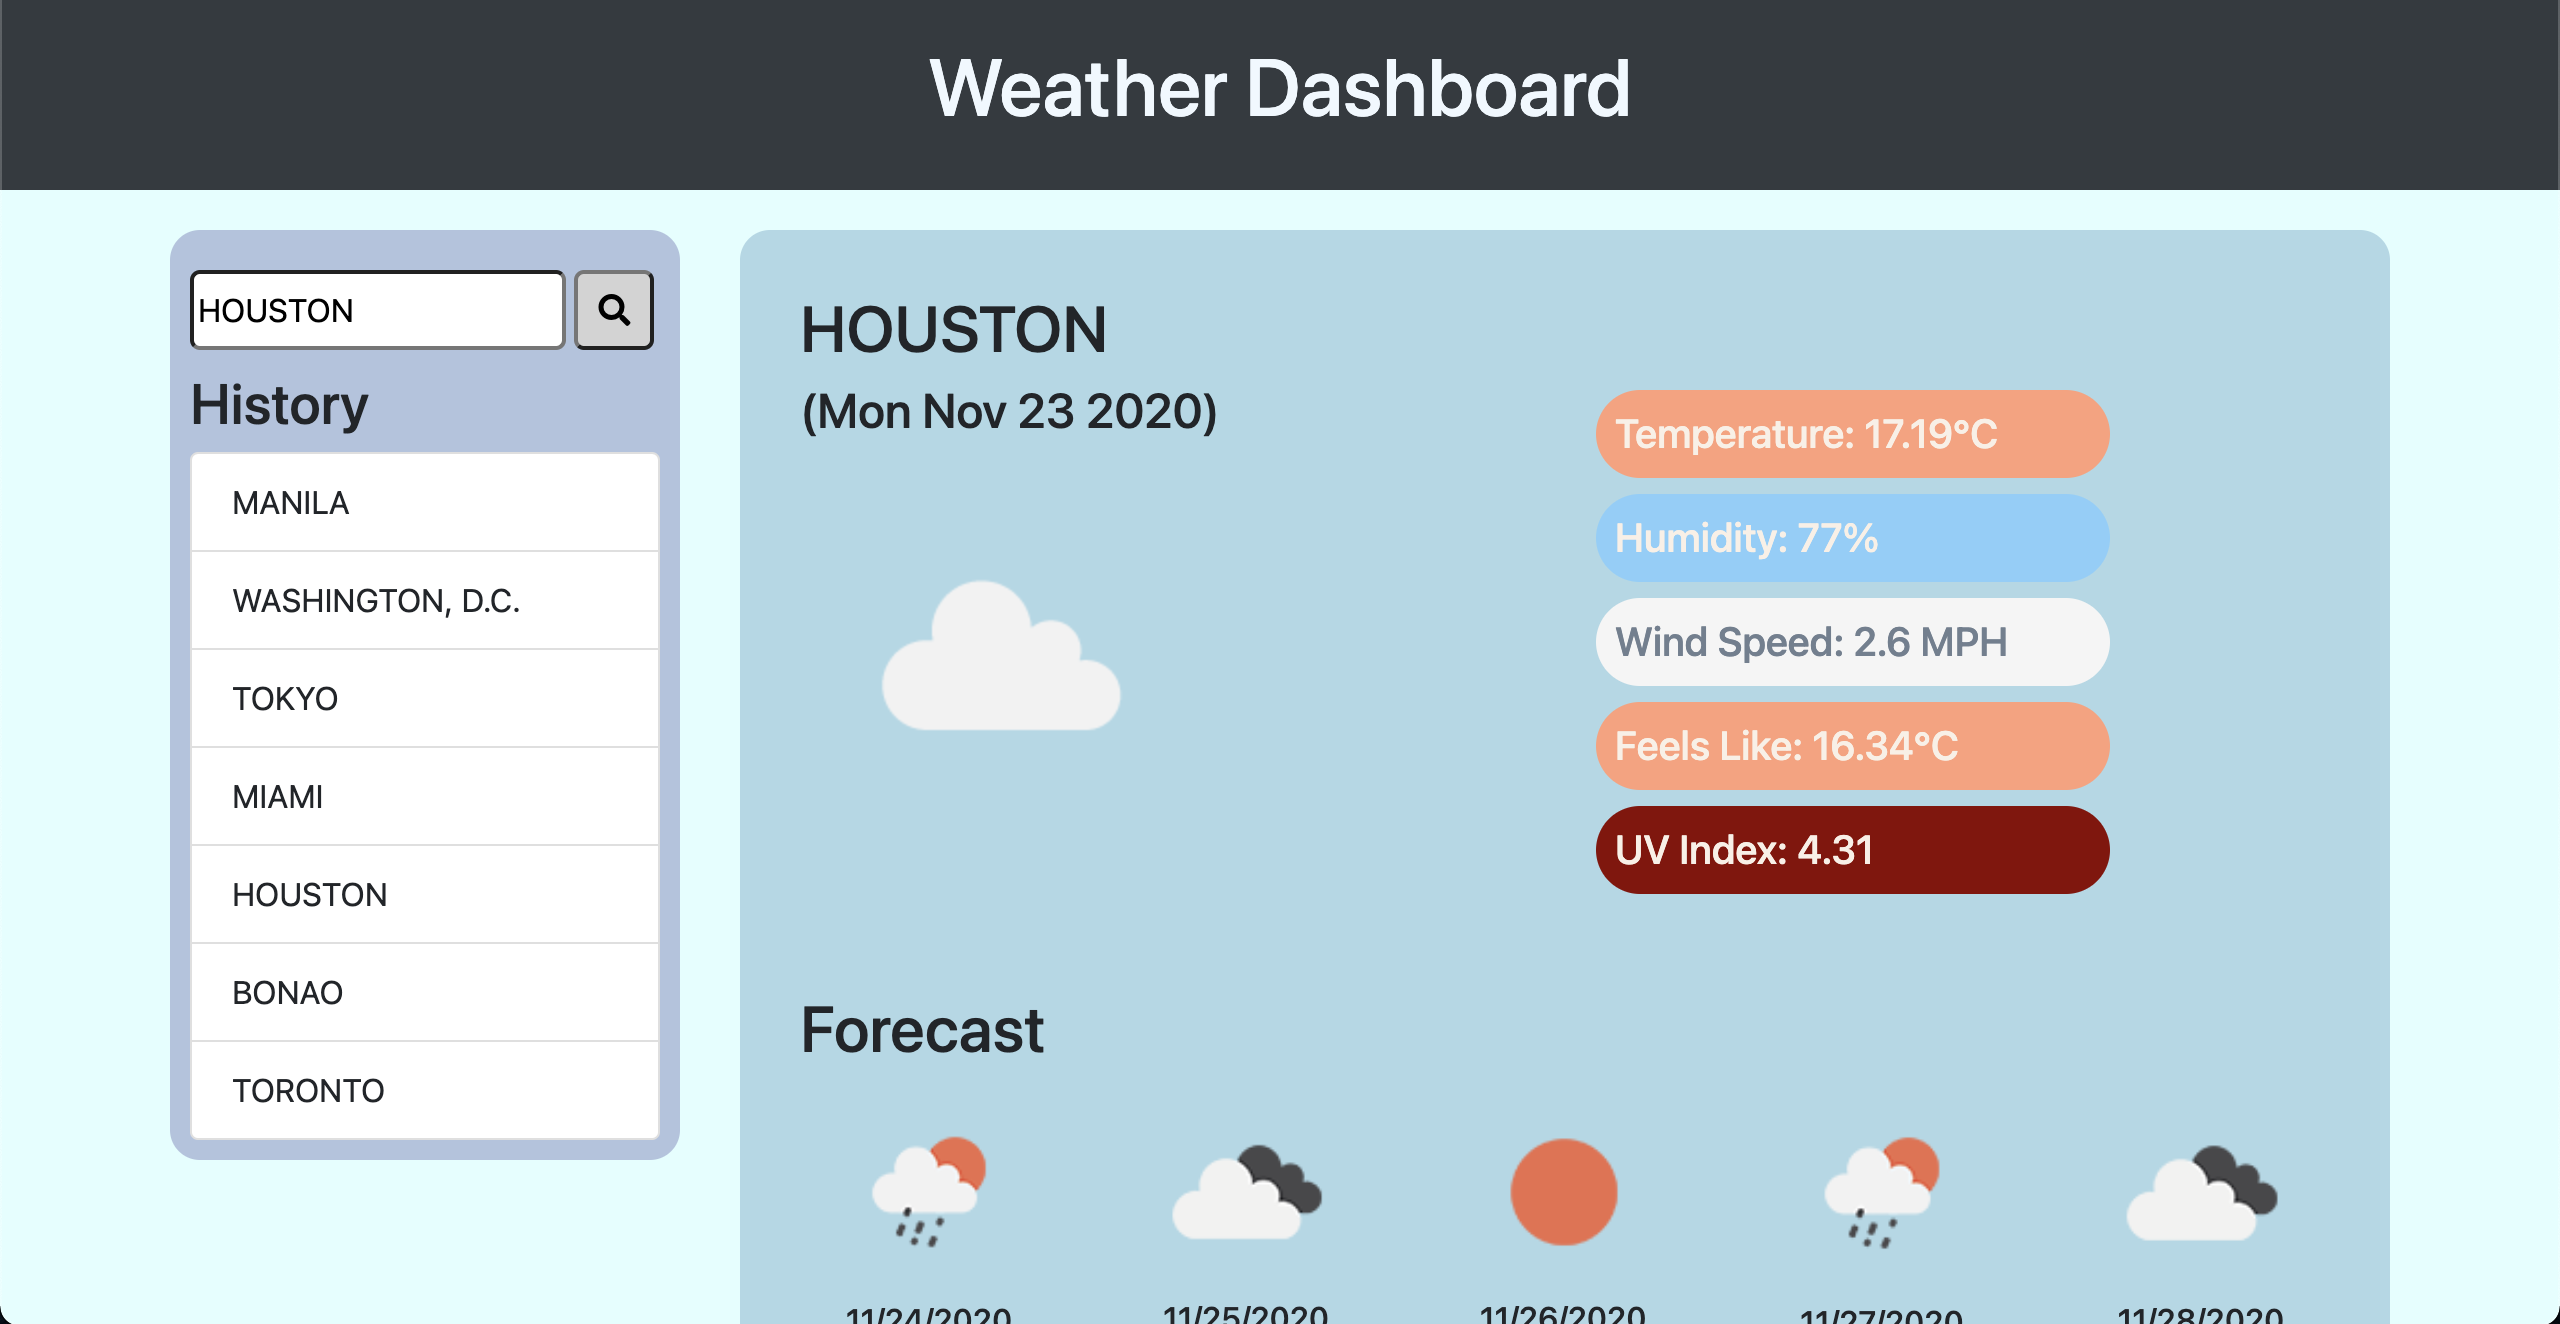 Weather Dashboard
HOUSTON
History
MANILA
WASHINGTON, D.C.
TOKYO
MIAMI
HOUSTON
BONAO
TORONTO
HOUSTON
(Mon Nov 23 2020)
Temperature: 17.19°C
Humidity: 77%
Wind Speed: 2.6 MPH
Feels Like: 16.34°C
UV Index: 4.31
Forecast
11/24/2020 11/25/2020 11/26/2020 11/27/2020 11/28/2020